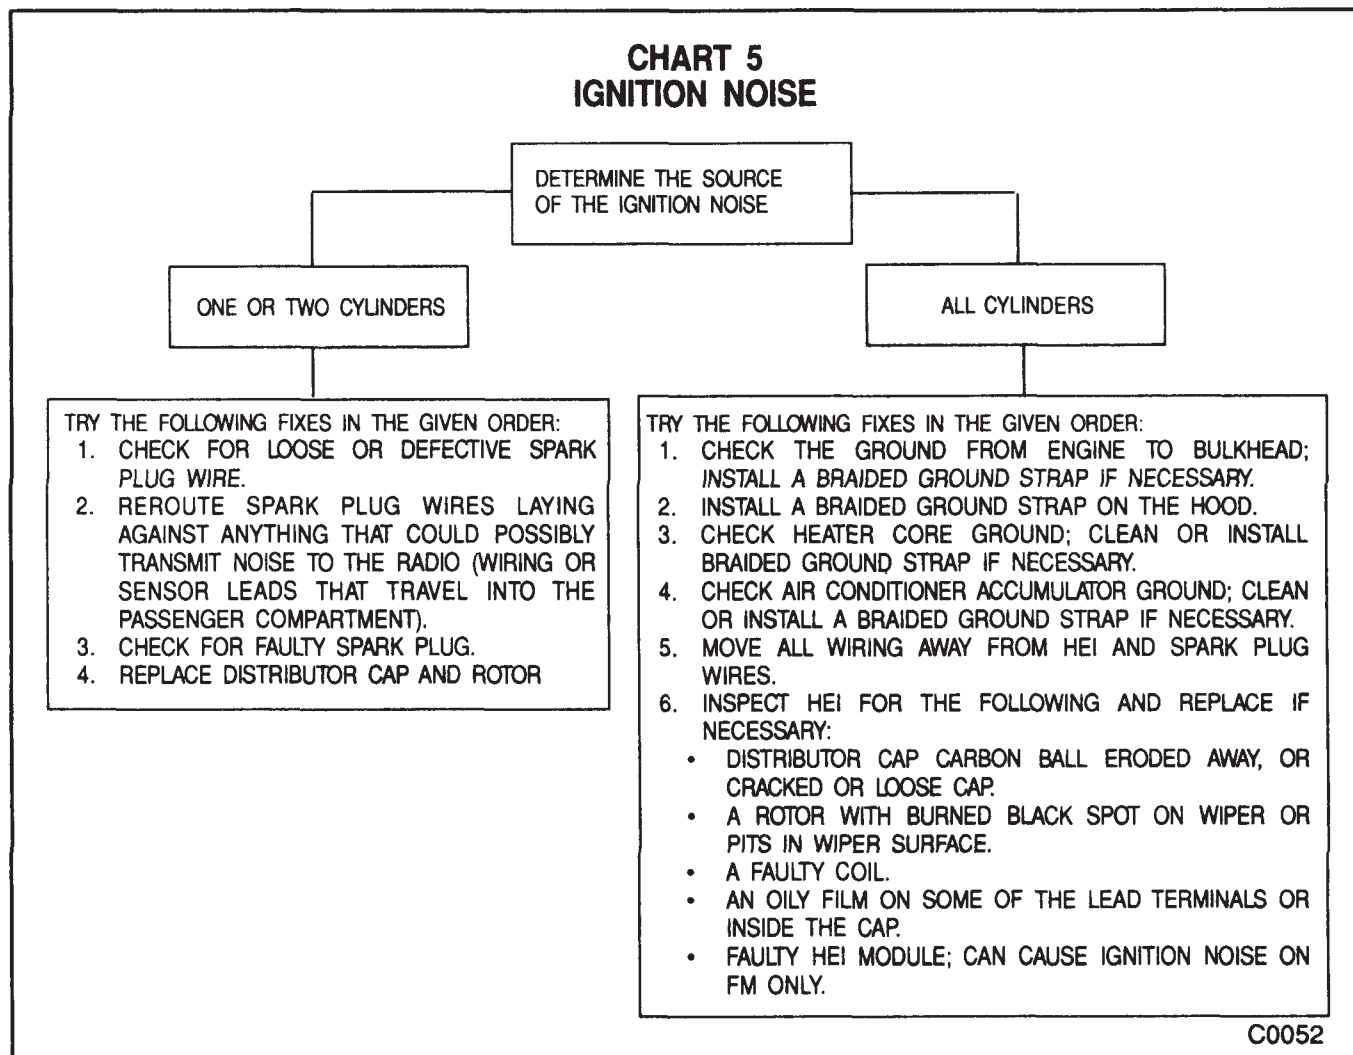 CHART 5
IGNITION NOISE
DETERMINE THE SOURCE
OF THE IGNITION NOISE
ONE OR TWO CYLINDERS
ALL CYLINDERS
TRY THE FOLLOWING FIXES IN THE GIVEN ORDER:
1. CHECK FOR LOOSE OR DEFECTIVE SPARK
PLUG WIRE.
2. REROUTE SPARK PLUG WIRES LAYING
AGAINST ANYTHING THAT COULD POSSIBLY
TRANSMIT NOISE TO THE RADIO (WIRING OR
SENSOR LEADS THAT TRAVEL INTO THE
PASSENGER COMPARTMENT).
3. CHECK FOR FAULTY SPARK PLUG.
4. REPLACE DISTRIBUTOR CAP AND ROTOR
TRY THE FOLLOWING FIXES IN THE GIVEN ORDER:
1. CHECK THE GROUND FROM ENGINE TO BULKHEAD;
INSTALL A BRAIDED GROUND STRAP IF NECESSARY.
2. INSTALL A BRAIDED GROUND STRAP ON THE HOOD.
3. CHECK HEATER CORE GROUND; CLEAN OR INSTALL
BRAIDED GROUND STRAP IF NECESSARY.
4. CHECK AIR CONDITIONER ACCUMULATOR GROUND; CLEAN
OR INSTALL A BRAIDED GROUND STRAP IF NECESSARY.
5. MOVE ALL WIRING AWAY FROM HEI AND SPARK PLUG
WIRES.
6. INSPECT HEI FOR THE FOLLOWING AND REPLACE IF
NECESSARY:
• DISTRIBUTOR CAP CARBON BALL ERODED AWAY, OR
CRACKED OR LOOSE CAP.
• A ROTOR WITH BURNED BLACK SPOT ON WIPER OR
PITS IN WIPER SURFACE.
• A FAULTY COIL.
• AN OILY FILM ON SOME OF THE LEAD TERMINALS OR
INSIDE THE CAP.
• FAULTY HEI MODULE; CAN CAUSE IGNITION NOISE ON
FM ONLY.
C0052